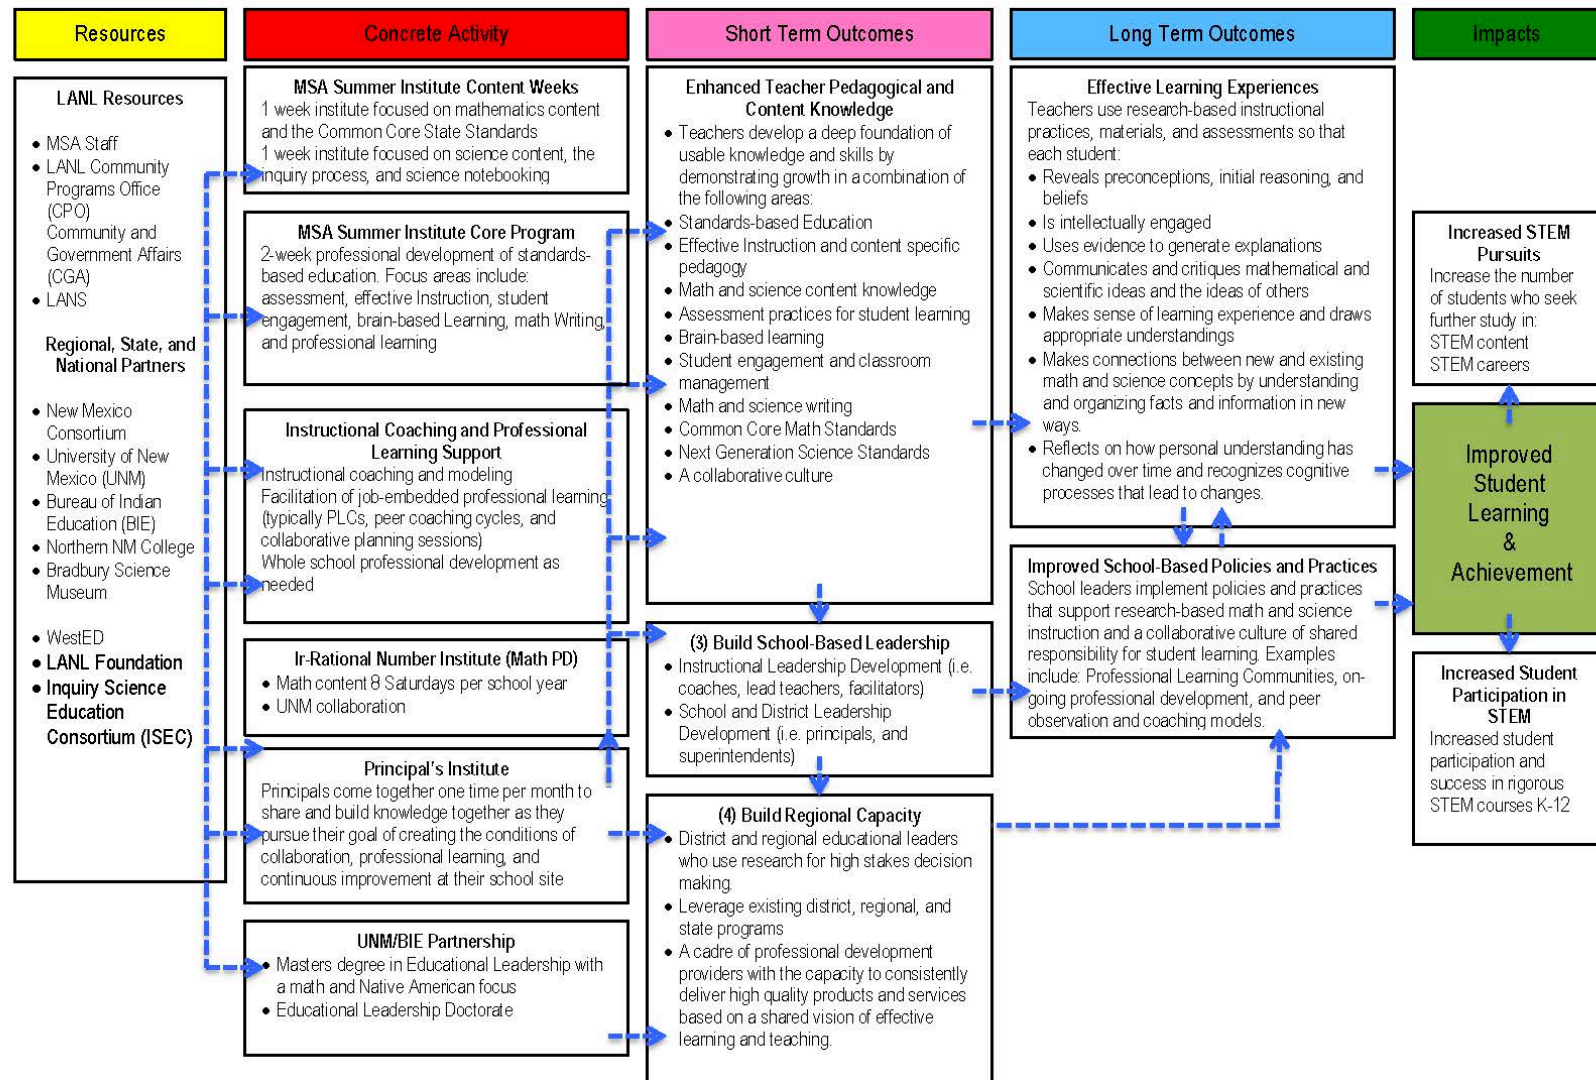 Resources
Concrete Activity
Short Term Outcomes
Long Term Outcomes
Impacts
LANL Resources
• MSA Staff
• LANL Community
Programs Office
(CPO)
Community and
Government Affairs
(CGA)
• LANS
Regional, State, and
National Partners
• New Mexico
Consortium
• University of New
Mexico (UNM)
• Bureau of Indian
Education (BIE)
• Northern NM College
• Bradbury Science
Museum
• WestED
• LANL Foundation
• Inquiry Science
Education
Consortium (ISEC)
MSA Summer Institute Content Weeks
1 week institute focused on mathematics content
and the Common Core State Standards
1 week institute focused on science content, the
inquiry process, and science notebooking
MSA Summer Institute Core Program
2-week professional development of standards-
based education. Focus areas include:
assessment, effective Instruction, student
engagement, brain-based Learning, math Writing,
and professional learning
Instructional Coaching and Professional
Learning Support
Instructional coaching and modeling
Facilitation of job-embedded professional learning
(typically PLCs, peer coaching cycles, and
collaborative planning sessions)
Whole school professional development as
needed
Ir-Rational Number Institute (Math PD)
• Math content 8 Saturdays per school year
• UNM collaboration
Principal's Institute
Principals come together one time per month to
share and build knowledge together as they
pursue their goal of creating the conditions of
collaboration, professional learning, and
continuous improvement at their school site
UNM/BIE Partnership
• Masters degree in Educational Leadership with
a math and Native American focus
• Educational Leadership Doctorate
Enhanced Teacher Pedagogical and
Content Knowledge
• Teachers develop a deep foundation of
usable knowledge and skills by
demonstrating growth in a combination of
the following areas:
• Standards-based Education
• Effective Instruction and content specific
pedagogy
• Math and science content knowledge
• Assessment practices for student learning
• Brain-based learning
• Student engagement and classroom
management
• Math and science writing
• Common Core Math Standards
• Next Generation Science Standards
• A collaborative culture
(3) Build School-Based Leadership
• Instructional Leadership Development (i.e.
coaches, lead teachers, facilitators)
• School and District Leadership
Development (i.e. principals, and
superintendents)
(4) Build Regional Capacity
• District and regional educational leaders
who use research for high stakes decision
making.
• Leverage existing district, regional, and
state programs
• A cadre of professional development
providers with the capacity to consistently
deliver high quality products and services
based on a shared vision of effective
learning and teaching.
Effective Learning Experiences
Teachers use research-based instructional
practices, materials, and assessments so that
each student:
• Reveals preconceptions, initial reasoning, and
beliefs
• Is intellectually engaged
• Uses evidence to generate explanations
• Communicates and critiques mathematical and
scientific ideas and the ideas of others
• Makes sense of learning experience and draws
appropriate understandings
• Makes connections between new and existing
math and science concepts by understanding
and organizing facts and information in new
ways.
• Reflects on how personal understanding has
changed over time and recognizes cognitive
processes that lead to changes.
Improved School-Based Policies and Practices
School leaders implement policies and practices
that support research-based math and science
instruction and a collaborative culture of shared
responsibility for student learning. Examples
include: Professional Learning Communities, on-
going professional development, and peer
observation and coaching models.
Increased STEM
Pursuits
Increase the number
of students who seek
further study in:
STEM content
STEM careers
Improved
Student
Learning
&
Achievement
Increased Student
Participation in
STEM
Increased student
participation and
success in rigorous
STEM courses K-12